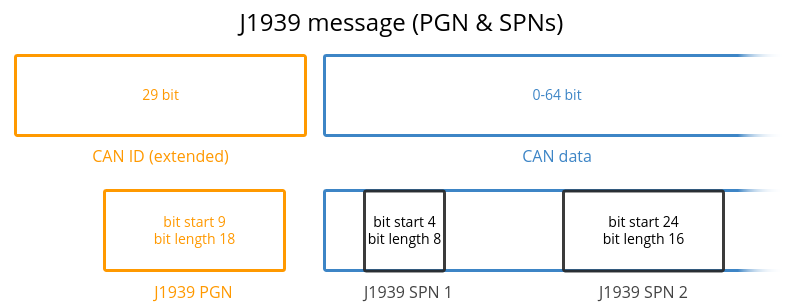 J1939 message (PGN & SPNs)
29 bit
0-64 bit
CAN ID (extended)
CAN data
bit start 9
bit length 18
bit start 4
bit length 8
bit start 24
bit length 16
J1939 PGN
J1939 SPN 1
J1939 SPN 2